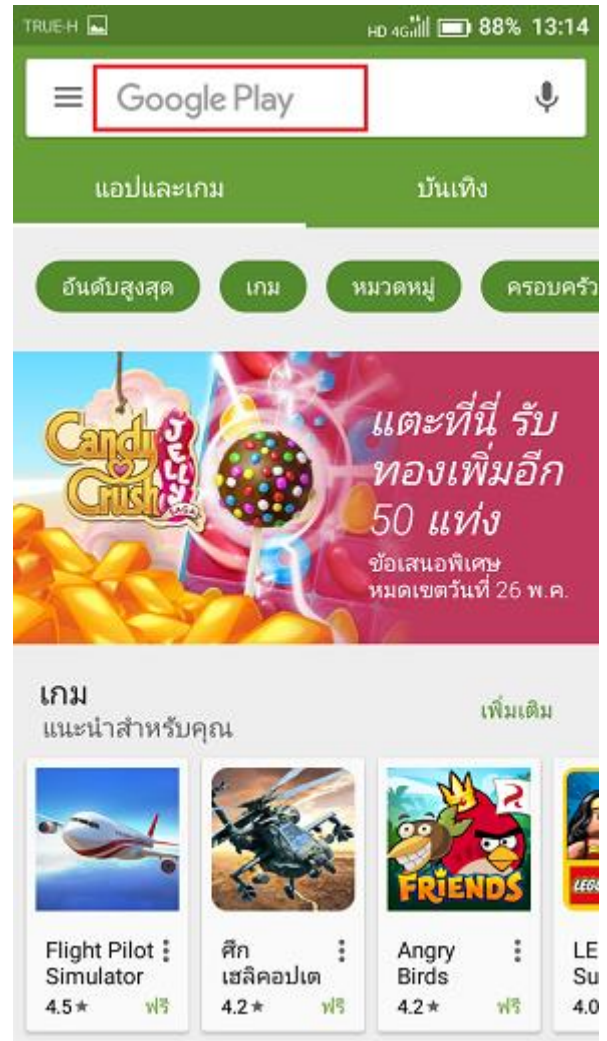 TRUE-H HD 4G 88% 13:14
Google Play
แอปและเกม บันเทิง
อันดับสูงสุด เกม หมวดหมู่ ครอบครัว
Candy Crush JELLY SAGA
แตะที่นี่ รับ
ทองเพิ่มอีก
50 แท่ง
ข้อเสนอพิเศษ
หมดเขตวันที่ 26 พ.ค.
เกม เพิ่มเติม
แนะนำสำหรับคุณ
FRIENDS LEGO
Flight Pilot ศึก Angry LE
Simulator เฮลิคอปเต Birds Su
4.5★ ฟรี 4.2★ ฟรี 4.2★ ฟรี 4.0